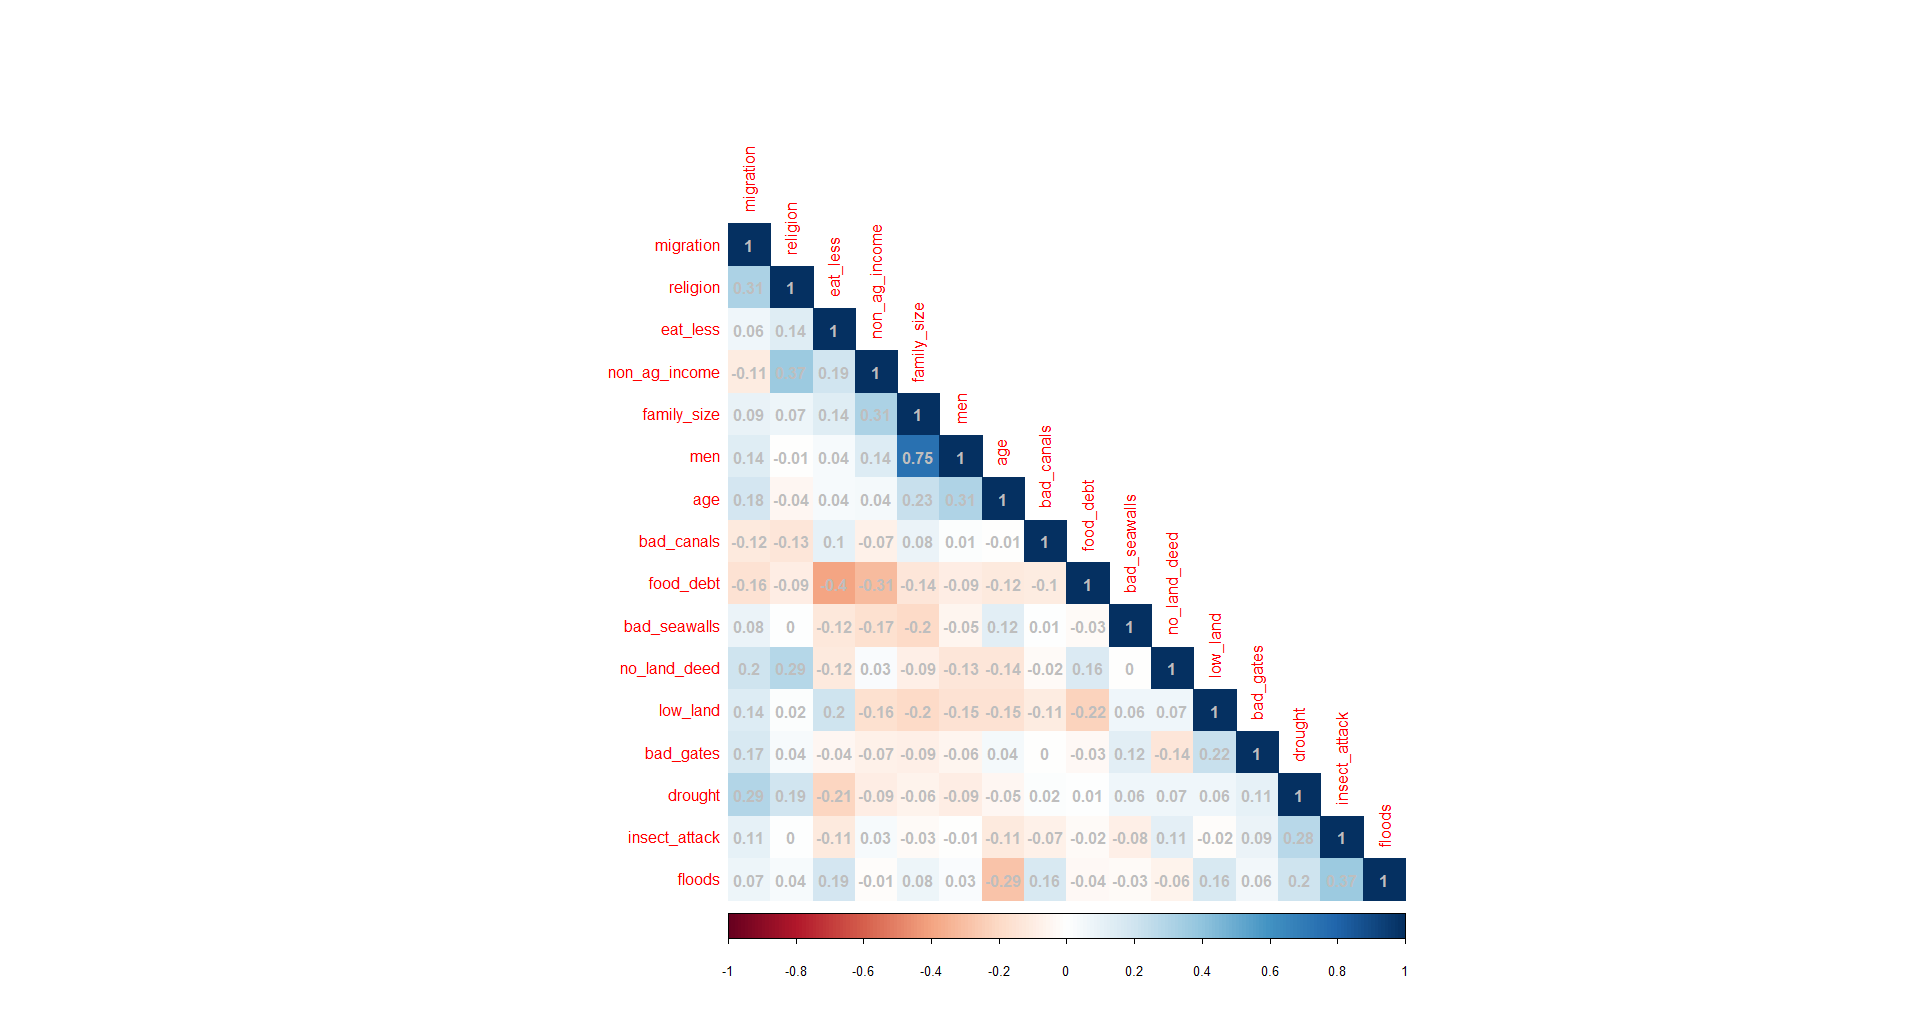 migration
religion
eat_less
non_ag_income
family_size
men
age
bad_canals
food_debt
bad_seawalls
no_land_deed
low_land
bad_gates
drought
insect_attack
floods
migration 1
religion 0.31 1
eat_less 0.06 0.14 1
non_ag_income -0.11 0.37 0.19 1
family_size 0.09 0.07 0.14 0.31 1
men 0.14 -0.01 0.04 0.14 0.75 1
age 0.18 -0.04 0.04 0.04 0.23 0.31 1
bad_canals -0.12 -0.13 0.1 -0.07 0.08 0.01 -0.01 1
food_debt -0.16 -0.09 -0.4 -0.31 -0.14 -0.09 -0.12 -0.1 1
bad_seawalls 0.08 0 -0.12 -0.17 -0.2 -0.05 0.12 0.01 -0.03 1
no_land_deed 0.2 0.29 -0.12 0.03 -0.09 -0.13 -0.14 -0.02 0.16 0 1
low_land 0.14 0.02 0.2 -0.16 -0.2 -0.15 -0.15 -0.11 -0.22 0.06 0.07 1
bad_gates 0.17 0.04 -0.04 -0.07 -0.09 -0.06 0.04 0 -0.03 0.12 -0.14 0.22 1
drought 0.29 0.19 -0.21 -0.09 -0.06 -0.09 -0.05 0.02 0.01 0.06 0.07 0.06 0.11 1
insect_attack 0.11 0 -0.11 0.03 -0.03 -0.01 -0.11 -0.07 -0.02 -0.08 0.11 -0.02 0.09 0.28 1
floods 0.07 0.04 0.19 -0.01 0.08 0.03 -0.29 0.16 -0.04 -0.03 -0.06 0.16 0.06 0.2 0.37 1
-1 -0.8 -0.6 -0.4 -0.2 0 0.2 0.4 0.6 0.8 1